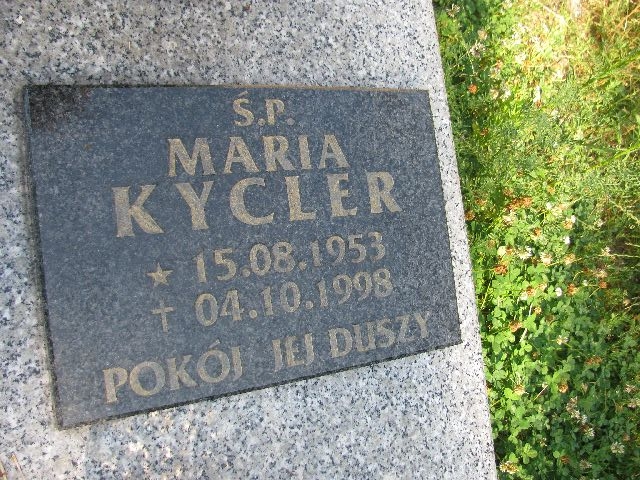 Ś.P.
MARIA
KYCLER
★ 15.08.1953
† 04.10.1998
POKÓJ JEJ DUSZY